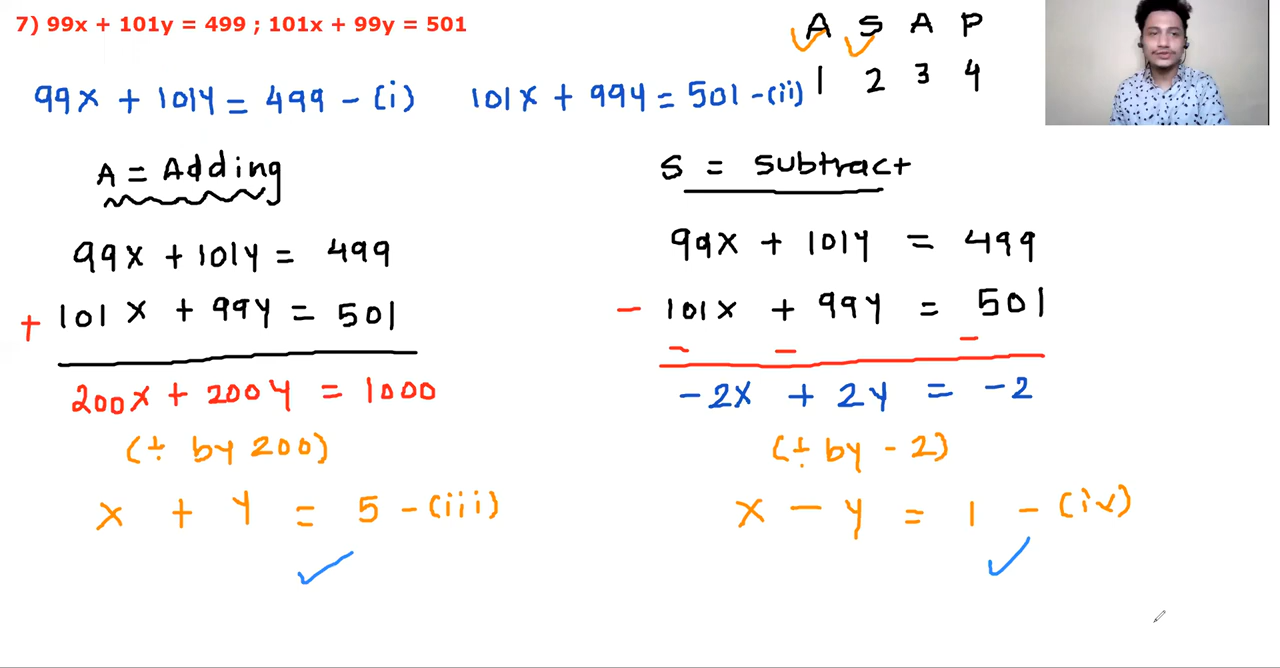 7) 99x + 101y = 499 ; 101x + 99y = 501
A S A P
1 2 3 4
99x + 101y = 499 - (i)
101x + 99y = 501 - (ii)
A = Adding
99x + 101y = 499
+ 101x + 99y = 501
200x + 200y = 1000
(÷ by 200)
x + y = 5 - (iii)
S = Subtract
99x + 101y = 499
- 101x + 99y = 501
- - -
-2x + 2y = -2
(÷ by - 2)
x - y = 1 - (iv)